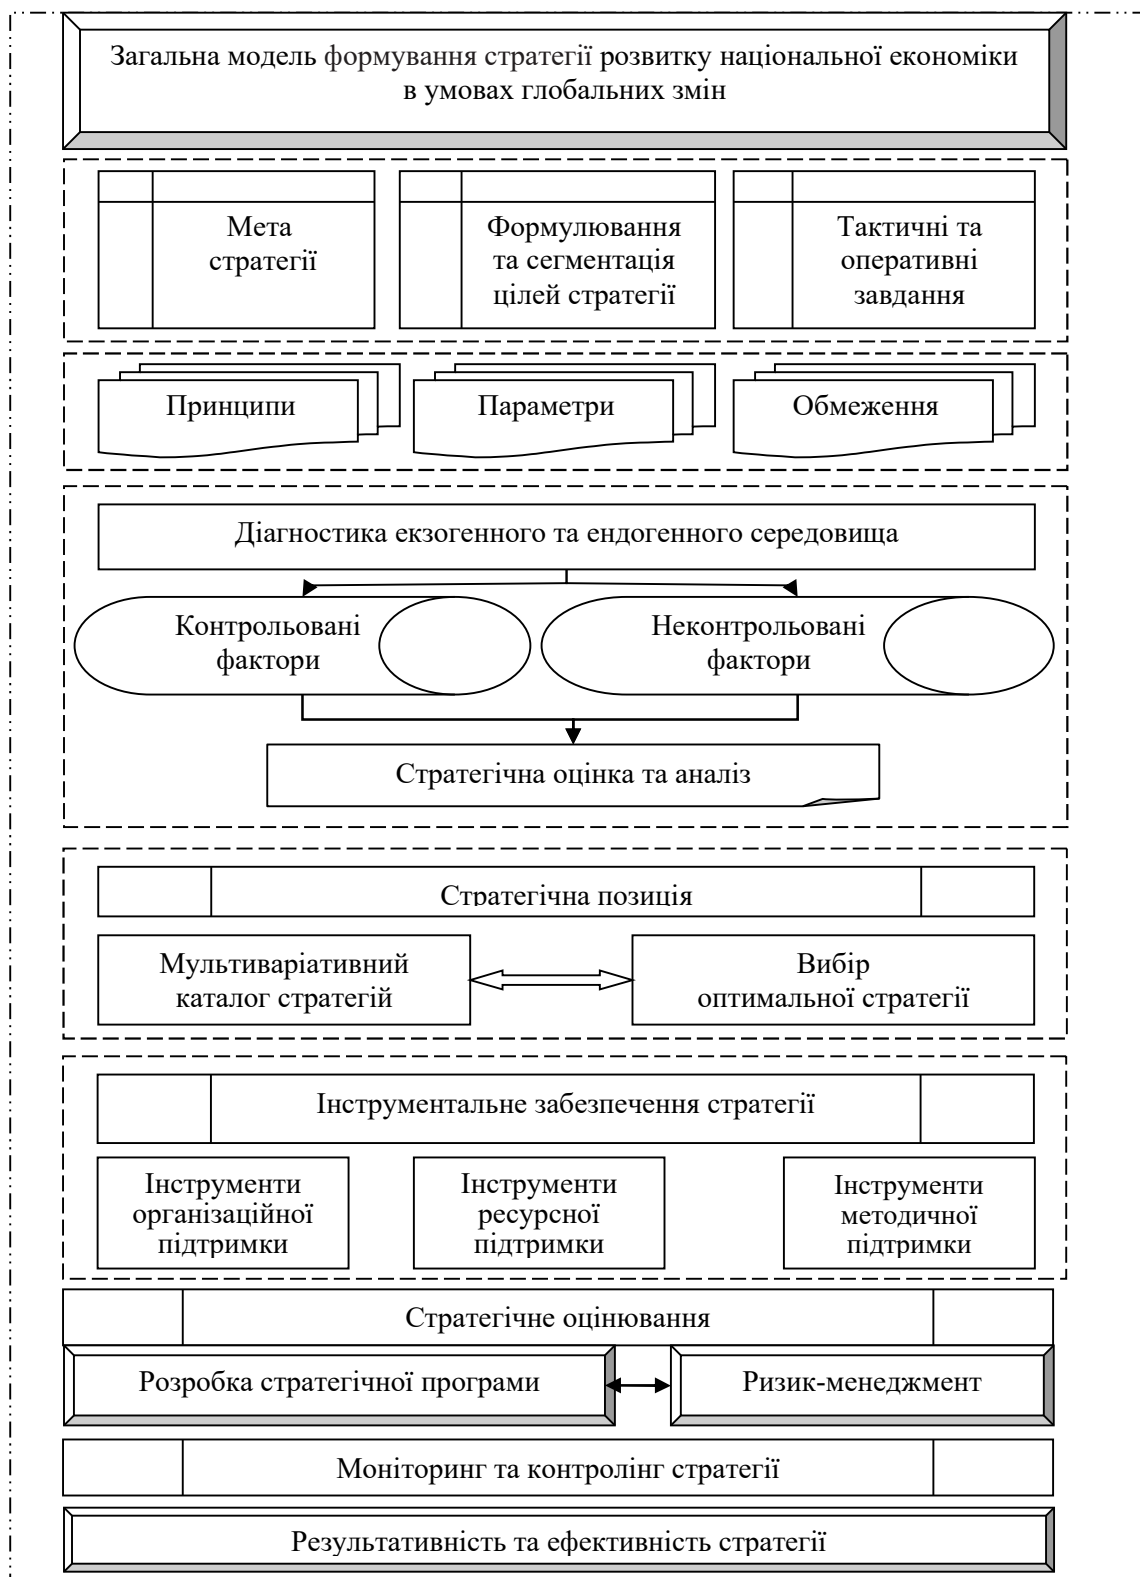 Загальна модель формування стратегії розвитку національної економіки
в умовах глобальних змін
Мета
стратегії
Формулювання
та сегментація
цілей стратегії
Тактичні та
оперативні
завдання
Принципи
Параметри
Обмеження
Діагностика екзогенного та ендогенного середовища
Контрольовані
фактори
Неконтрольовані
фактори
Стратегічна оцінка та аналіз
Стратегічна позиція
Мультиваріативний
каталог стратегій
Вибір
оптимальної стратегії
Інструментальне забезпечення стратегії
Інструменти
організаційної
підтримки
Інструменти
ресурсної
підтримки
Інструменти
методичної
підтримки
Стратегічне оцінювання
Розробка стратегічної програми
Ризик-менеджмент
Моніторинг та контролінг стратегії
Результативність та ефективність стратегії